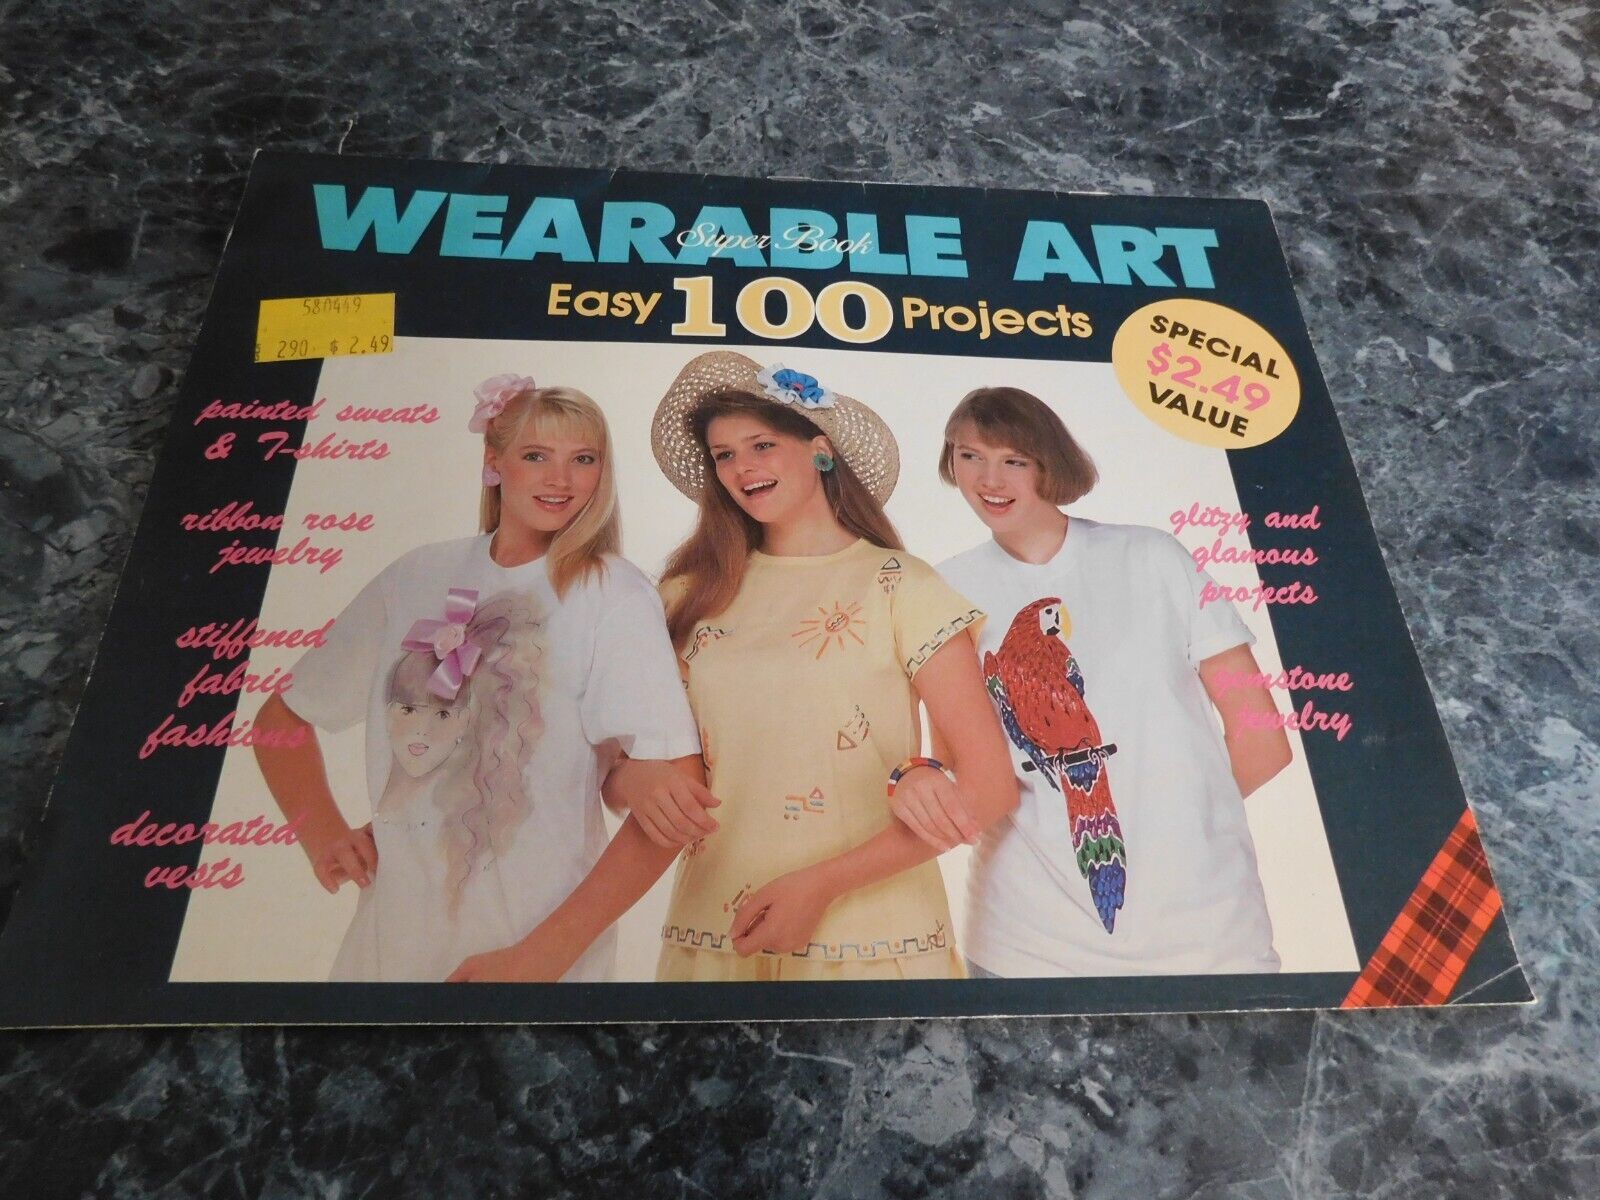 WEARABLE ART
Super Book
Easy 100 Projects
580449
290 $ 2.49
SPECIAL
$2.49
VALUE
painted sweats
& T-shirts
ribbon rose
jewelry
stiffened
fabric
fashions
decorated
vests
glitzy and
glamous
projects
gemstone
jewelry